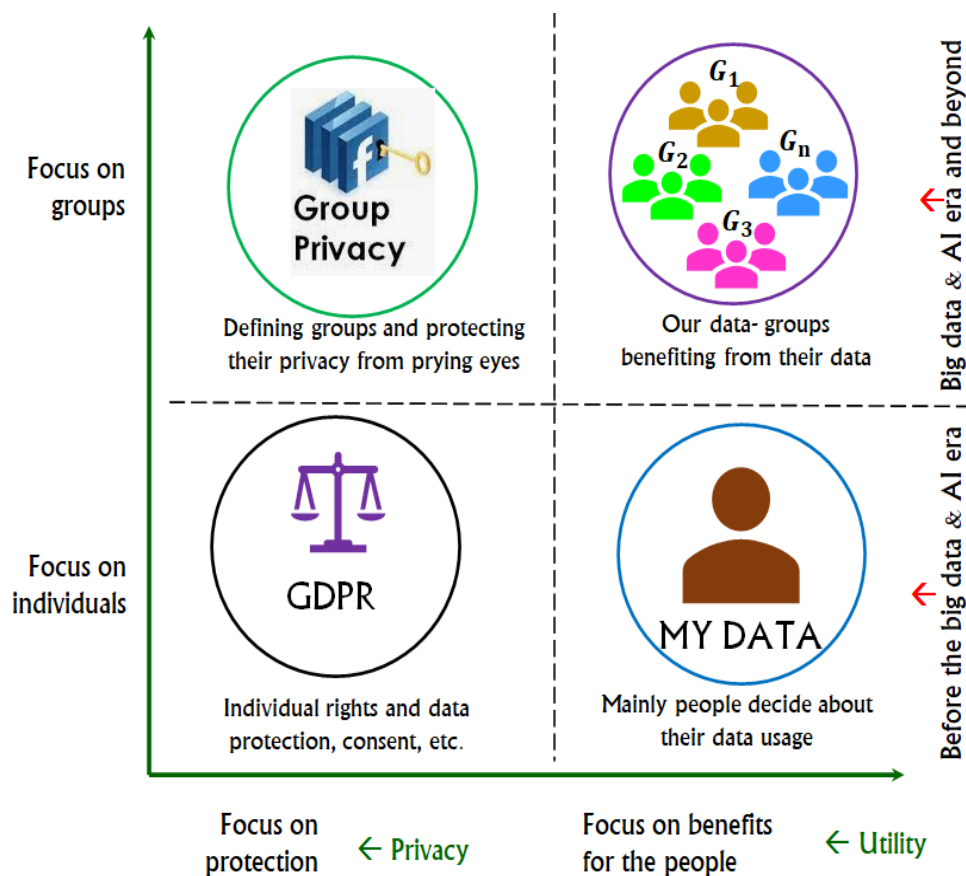 Focus on
groups
f
Group
Privacy
Defining groups and protecting
their privacy from prying eyes
G₁
G₂
Gₙ
G₃
Our data- groups
benefiting from their data
Big data & AI era and beyond
←
Focus on
individuals
GDPR
Individual rights and data
protection, consent, etc.
MY DATA
Mainly people decide about
their data usage
Before the big data & AI era
←
Focus on
protection
← Privacy
Focus on benefits
for the people
← Utility